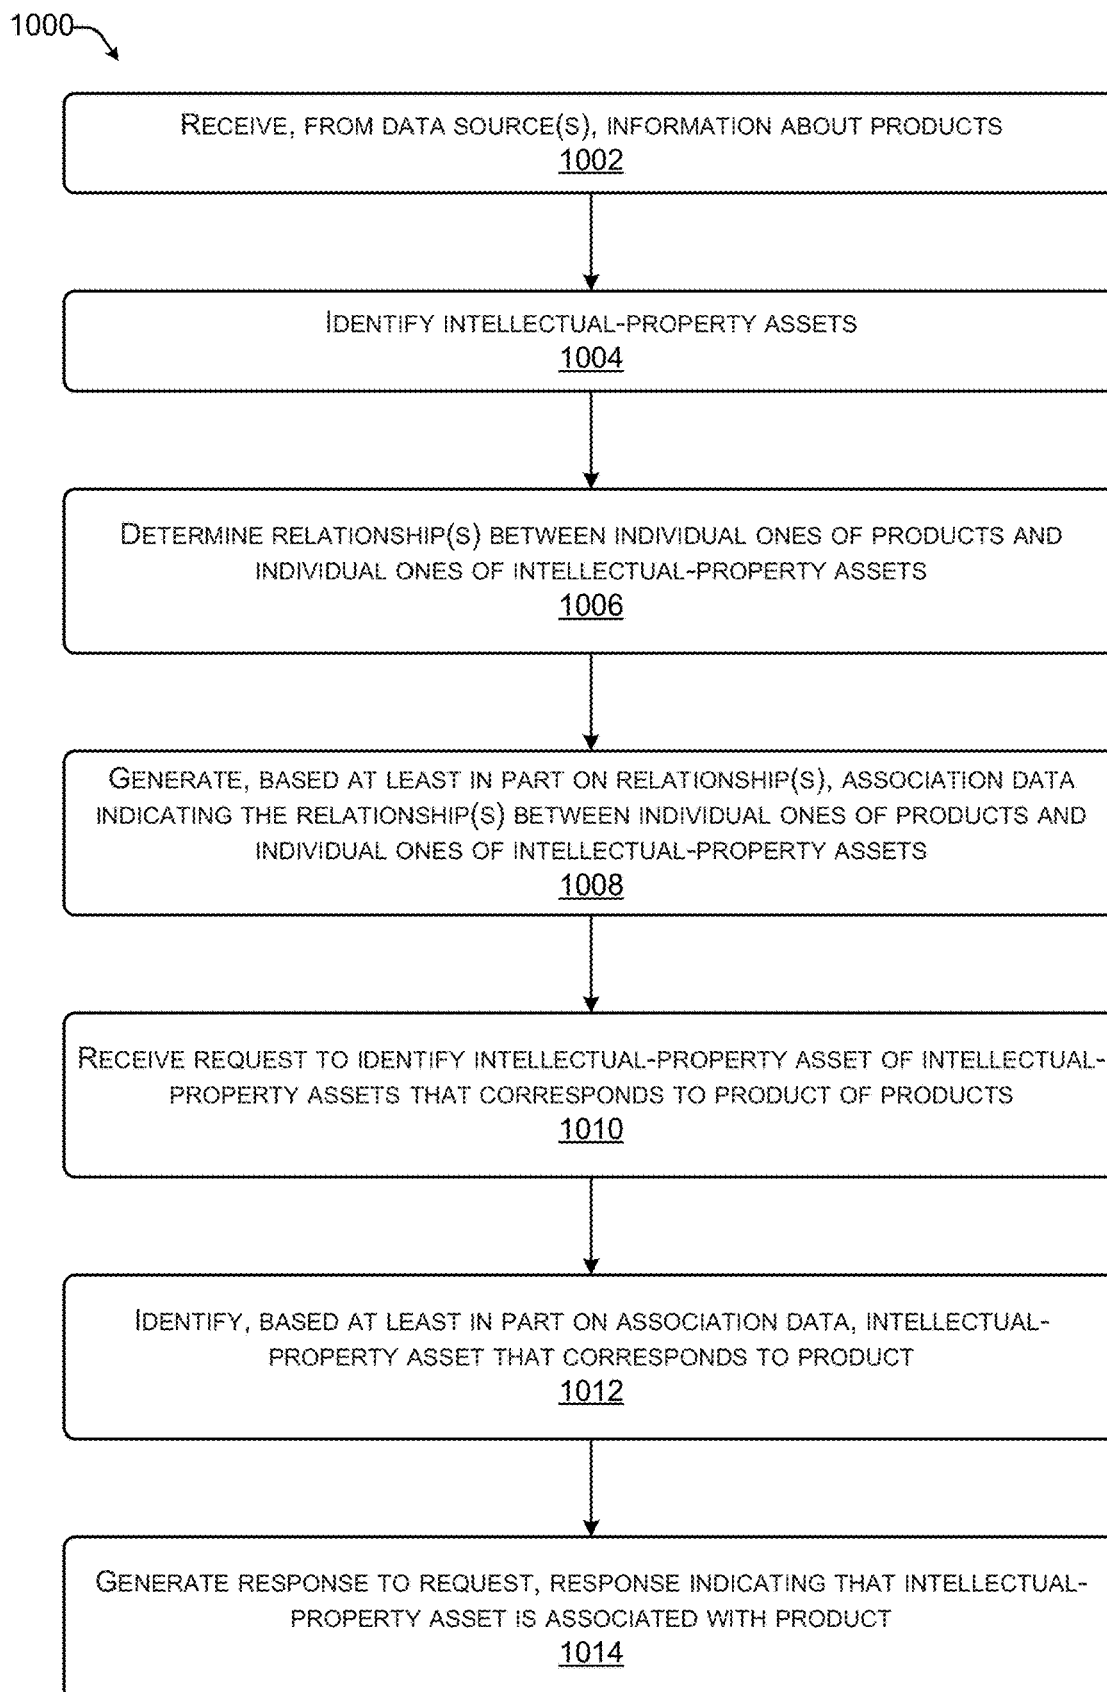 1000
RECEIVE, FROM DATA SOURCE(S), INFORMATION ABOUT PRODUCTS
1002
IDENTIFY INTELLECTUAL-PROPERTY ASSETS
1004
DETERMINE RELATIONSHIP(S) BETWEEN INDIVIDUAL ONES OF PRODUCTS AND
INDIVIDUAL ONES OF INTELLECTUAL-PROPERTY ASSETS
1006
GENERATE, BASED AT LEAST IN PART ON RELATIONSHIP(S), ASSOCIATION DATA
INDICATING THE RELATIONSHIP(S) BETWEEN INDIVIDUAL ONES OF PRODUCTS AND
INDIVIDUAL ONES OF INTELLECTUAL-PROPERTY ASSETS
1008
RECEIVE REQUEST TO IDENTIFY INTELLECTUAL-PROPERTY ASSET OF INTELLECTUAL-
PROPERTY ASSETS THAT CORRESPONDS TO PRODUCT OF PRODUCTS
1010
IDENTIFY, BASED AT LEAST IN PART ON ASSOCIATION DATA, INTELLECTUAL-
PROPERTY ASSET THAT CORRESPONDS TO PRODUCT
1012
GENERATE RESPONSE TO REQUEST, RESPONSE INDICATING THAT INTELLECTUAL-
PROPERTY ASSET IS ASSOCIATED WITH PRODUCT
1014